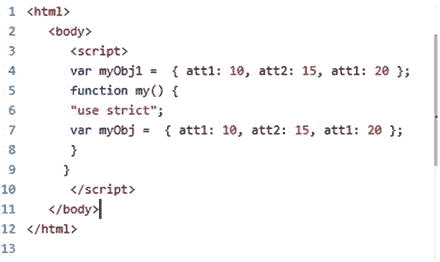 1 <html>
2 <body>
3 <script>
4 var myObj1 = { att1: 10, att2: 15, att1: 20 };
5 function my() {
6 "use strict";
7 var myObj = { att1: 10, att2: 15, att1: 20 };
8 }
9 }
10 </script>
11 </body>
12 </html>
13